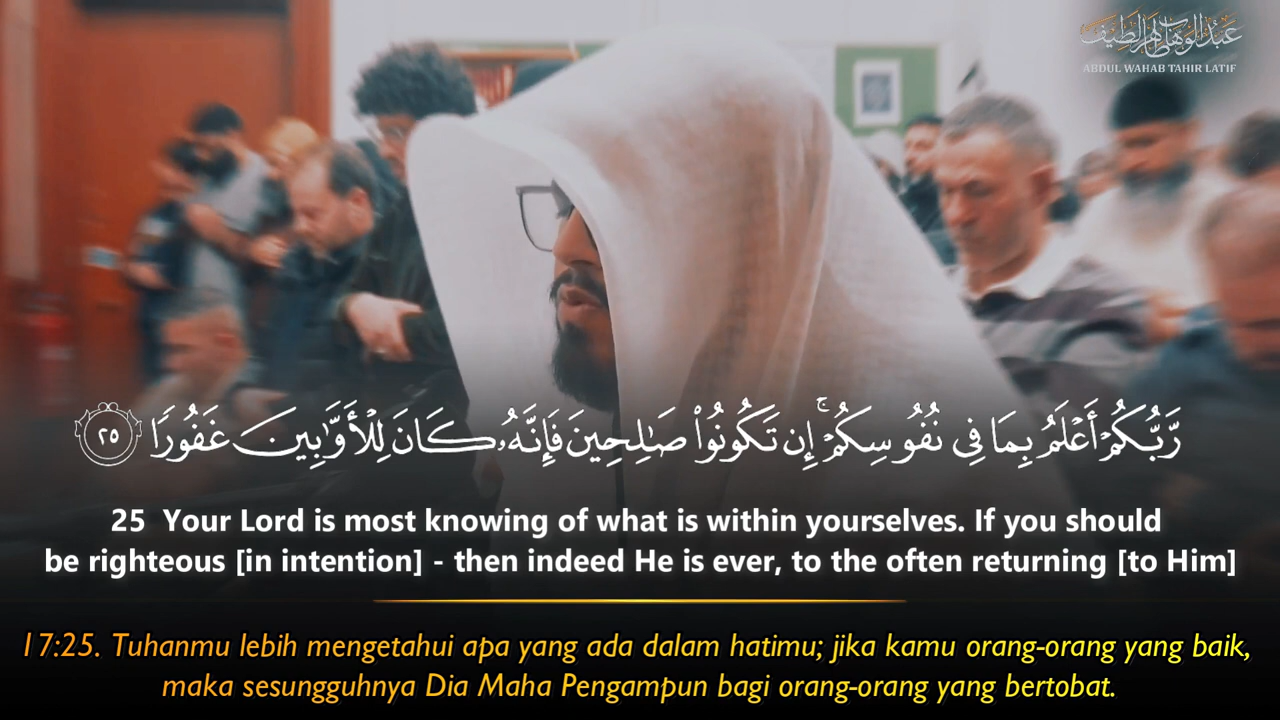 عبد الوهاب طاهر لطيف
ABDUL WAHAB TAHIR LATIF
رَّبُّكُمْ أَعْلَمُ بِمَا فِى نُفُوسِكُمْ ۚ إِن تَكُونُوا۟ صَـٰلِحِينَ فَإِنَّهُۥ كَانَ لِلْأَوَّٰبِينَ غَفُورًا ٢٥
25 Your Lord is most knowing of what is within yourselves. If you should
be righteous [in intention] - then indeed He is ever, to the often returning [to Him]
17:25. Tuhanmu lebih mengetahui apa yang ada dalam hatimu; jika kamu orang-orang yang baik,
maka sesungguhnya Dia Maha Pengampun bagi orang-orang yang bertobat.